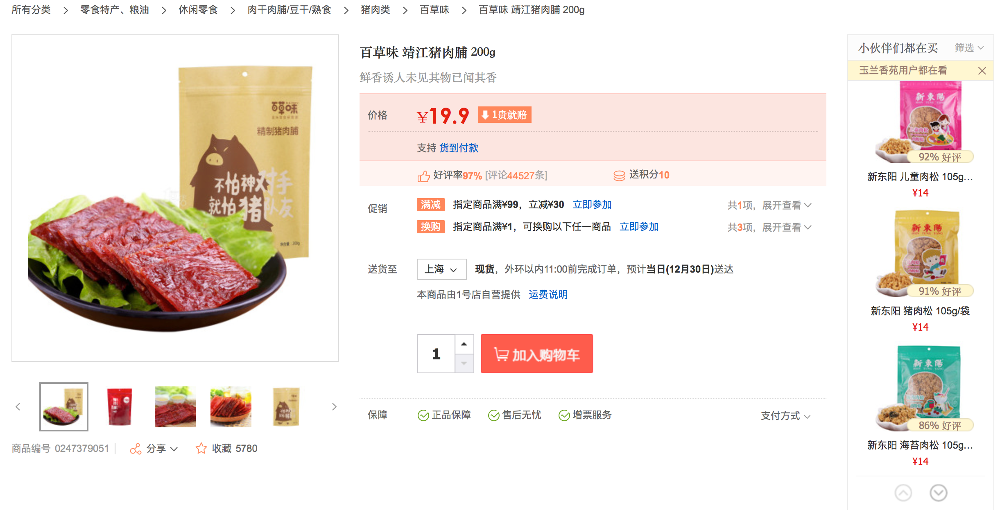 所有分类 > 零食特产、粮油 > 休闲零食 > 肉干肉脯/豆干/熟食 > 猪肉类 > 百草味 > 百草味 靖江猪肉脯 200g
百草味
精制猪肉脯
不怕神对手
就怕猪队友
净含量：200g
商品编号 0247379051
分享
收藏 5780
百草味 靖江猪肉脯 200g
鲜香诱人未见其物已闻其香
价格 ¥19.9 1贵就赔
支持 货到付款
好评率97% [评论44527条] 送积分10
促销 满减 指定商品满¥99，立减¥30 立即参加 共1项，展开查看
换购 指定商品满¥1，可换购以下任一商品 立即参加 共3项，展开查看
送货至 上海 现货，外环以内11:00前完成订单，预计当日(12月30日)送达
本商品由1号店自营提供 运费说明
1 加入购物车
保障 正品保障 售后无忧 增票服务 支付方式
小伙伴们都在买 筛选
玉兰香苑用户都在看
新東陽
92% 好评
新东阳 儿童肉松 105g...
¥14
新東陽
HSIN TUNG YANG
91% 好评
新东阳 猪肉松 105g/袋
¥14
新東陽
HSIN TUNG YANG
86% 好评
新东阳 海苔肉松 105g...
¥14